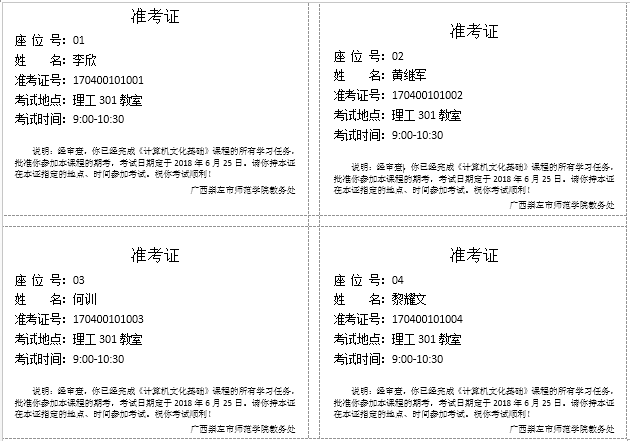 准考证
座 位 号：01
姓 名：李欣
准考证号：170400101001
考试地点：理工 301 教室
考试时间：9:00-10:30
说明：经审查，你已经完成《计算机文化基础》课程的所有学习任务，
批准你参加本课程的期考，考试日期定于 2018 年 6 月 25 日。请你持本证
在本证指定的地点、时间参加考试。祝你考试顺利！
广西崇左市师范学院教务处
准考证
座 位 号：02
姓 名：黄继军
准考证号：170400101002
考试地点：理工 301 教室
考试时间：9:00-10:30
说明：经审查，你已经完成《计算机文化基础》课程的所有学习任务，
批准你参加本课程的期考，考试日期定于 2018 年 6 月 25 日。请你持本证
在本证指定的地点、时间参加考试。祝你考试顺利！
广西崇左市师范学院教务处
准考证
座 位 号：03
姓 名：何训
准考证号：170400101003
考试地点：理工 301 教室
考试时间：9:00-10:30
说明：经审查，你已经完成《计算机文化基础》课程的所有学习任务，
批准你参加本课程的期考，考试日期定于 2018 年 6 月 25 日。请你持本证
在本证指定的地点、时间参加考试。祝你考试顺利！
广西崇左市师范学院教务处
准考证
座 位 号：04
姓 名：黎耀文
准考证号：170400101004
考试地点：理工 301 教室
考试时间：9:00-10:30
说明：经审查，你已经完成《计算机文化基础》课程的所有学习任务，
批准你参加本课程的期考，考试日期定于 2018 年 6 月 25 日。请你持本证
在本证指定的地点、时间参加考试。祝你考试顺利！
广西崇左市师范学院教务处